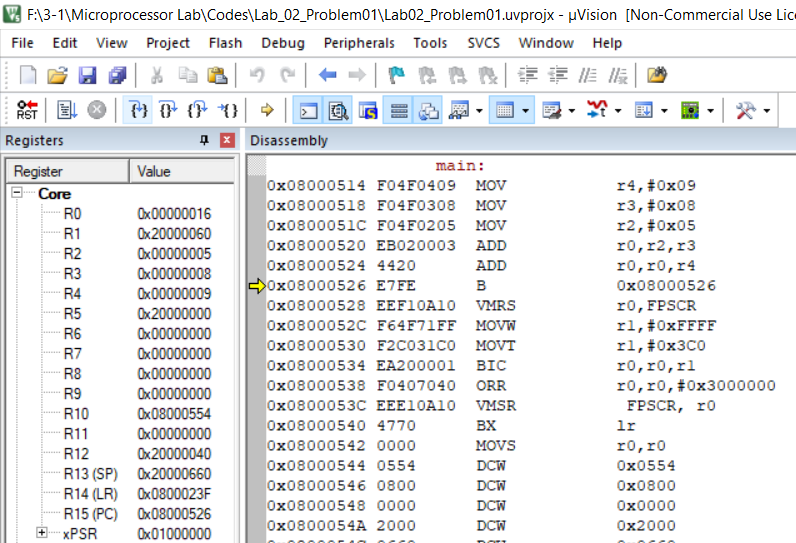 F:\3-1\Microprocessor Lab\Codes\Lab_02_Problem01\Lab02_Problem01.uvprojx - µVision [Non-Commercial Use Lice
File Edit View Project Flash Debug Peripherals Tools SVCS Window Help
RST
Registers
Disassembly
Register Value
Core
R0 0x00000016
R1 0x20000060
R2 0x00000005
R3 0x00000008
R4 0x00000009
R5 0x20000000
R6 0x00000000
R7 0x00000000
R8 0x00000000
R9 0x00000000
R10 0x08000554
R11 0x00000000
R12 0x20000040
R13 (SP) 0x20000660
R14 (LR) 0x0800023F
R15 (PC) 0x08000526
xPSR 0x01000000
main:
0x08000514 F04F0409 MOV r4,#0x09
0x08000518 F04F0308 MOV r3,#0x08
0x0800051C F04F0205 MOV r2,#0x05
0x08000520 EB020003 ADD r0,r2,r3
0x08000524 4420 ADD r0,r0,r4
0x08000526 E7FE B 0x08000526
0x08000528 EEF10A10 VMRS r0,FPSCR
0x0800052C F64F71FF MOVW r1,#0xFFFF
0x08000530 F2C031C0 MOVT r1,#0x3C0
0x08000534 EA200001 BIC r0,r0,r1
0x08000538 F0407040 ORR r0,r0,#0x3000000
0x0800053C EEE10A10 VMSR FPSCR, r0
0x08000540 4770 BX lr
0x08000542 0000 MOVS r0,r0
0x08000544 0554 DCW 0x0554
0x08000546 0800 DCW 0x0800
0x08000548 0000 DCW 0x0000
0x0800054A 2000 DCW 0x2000